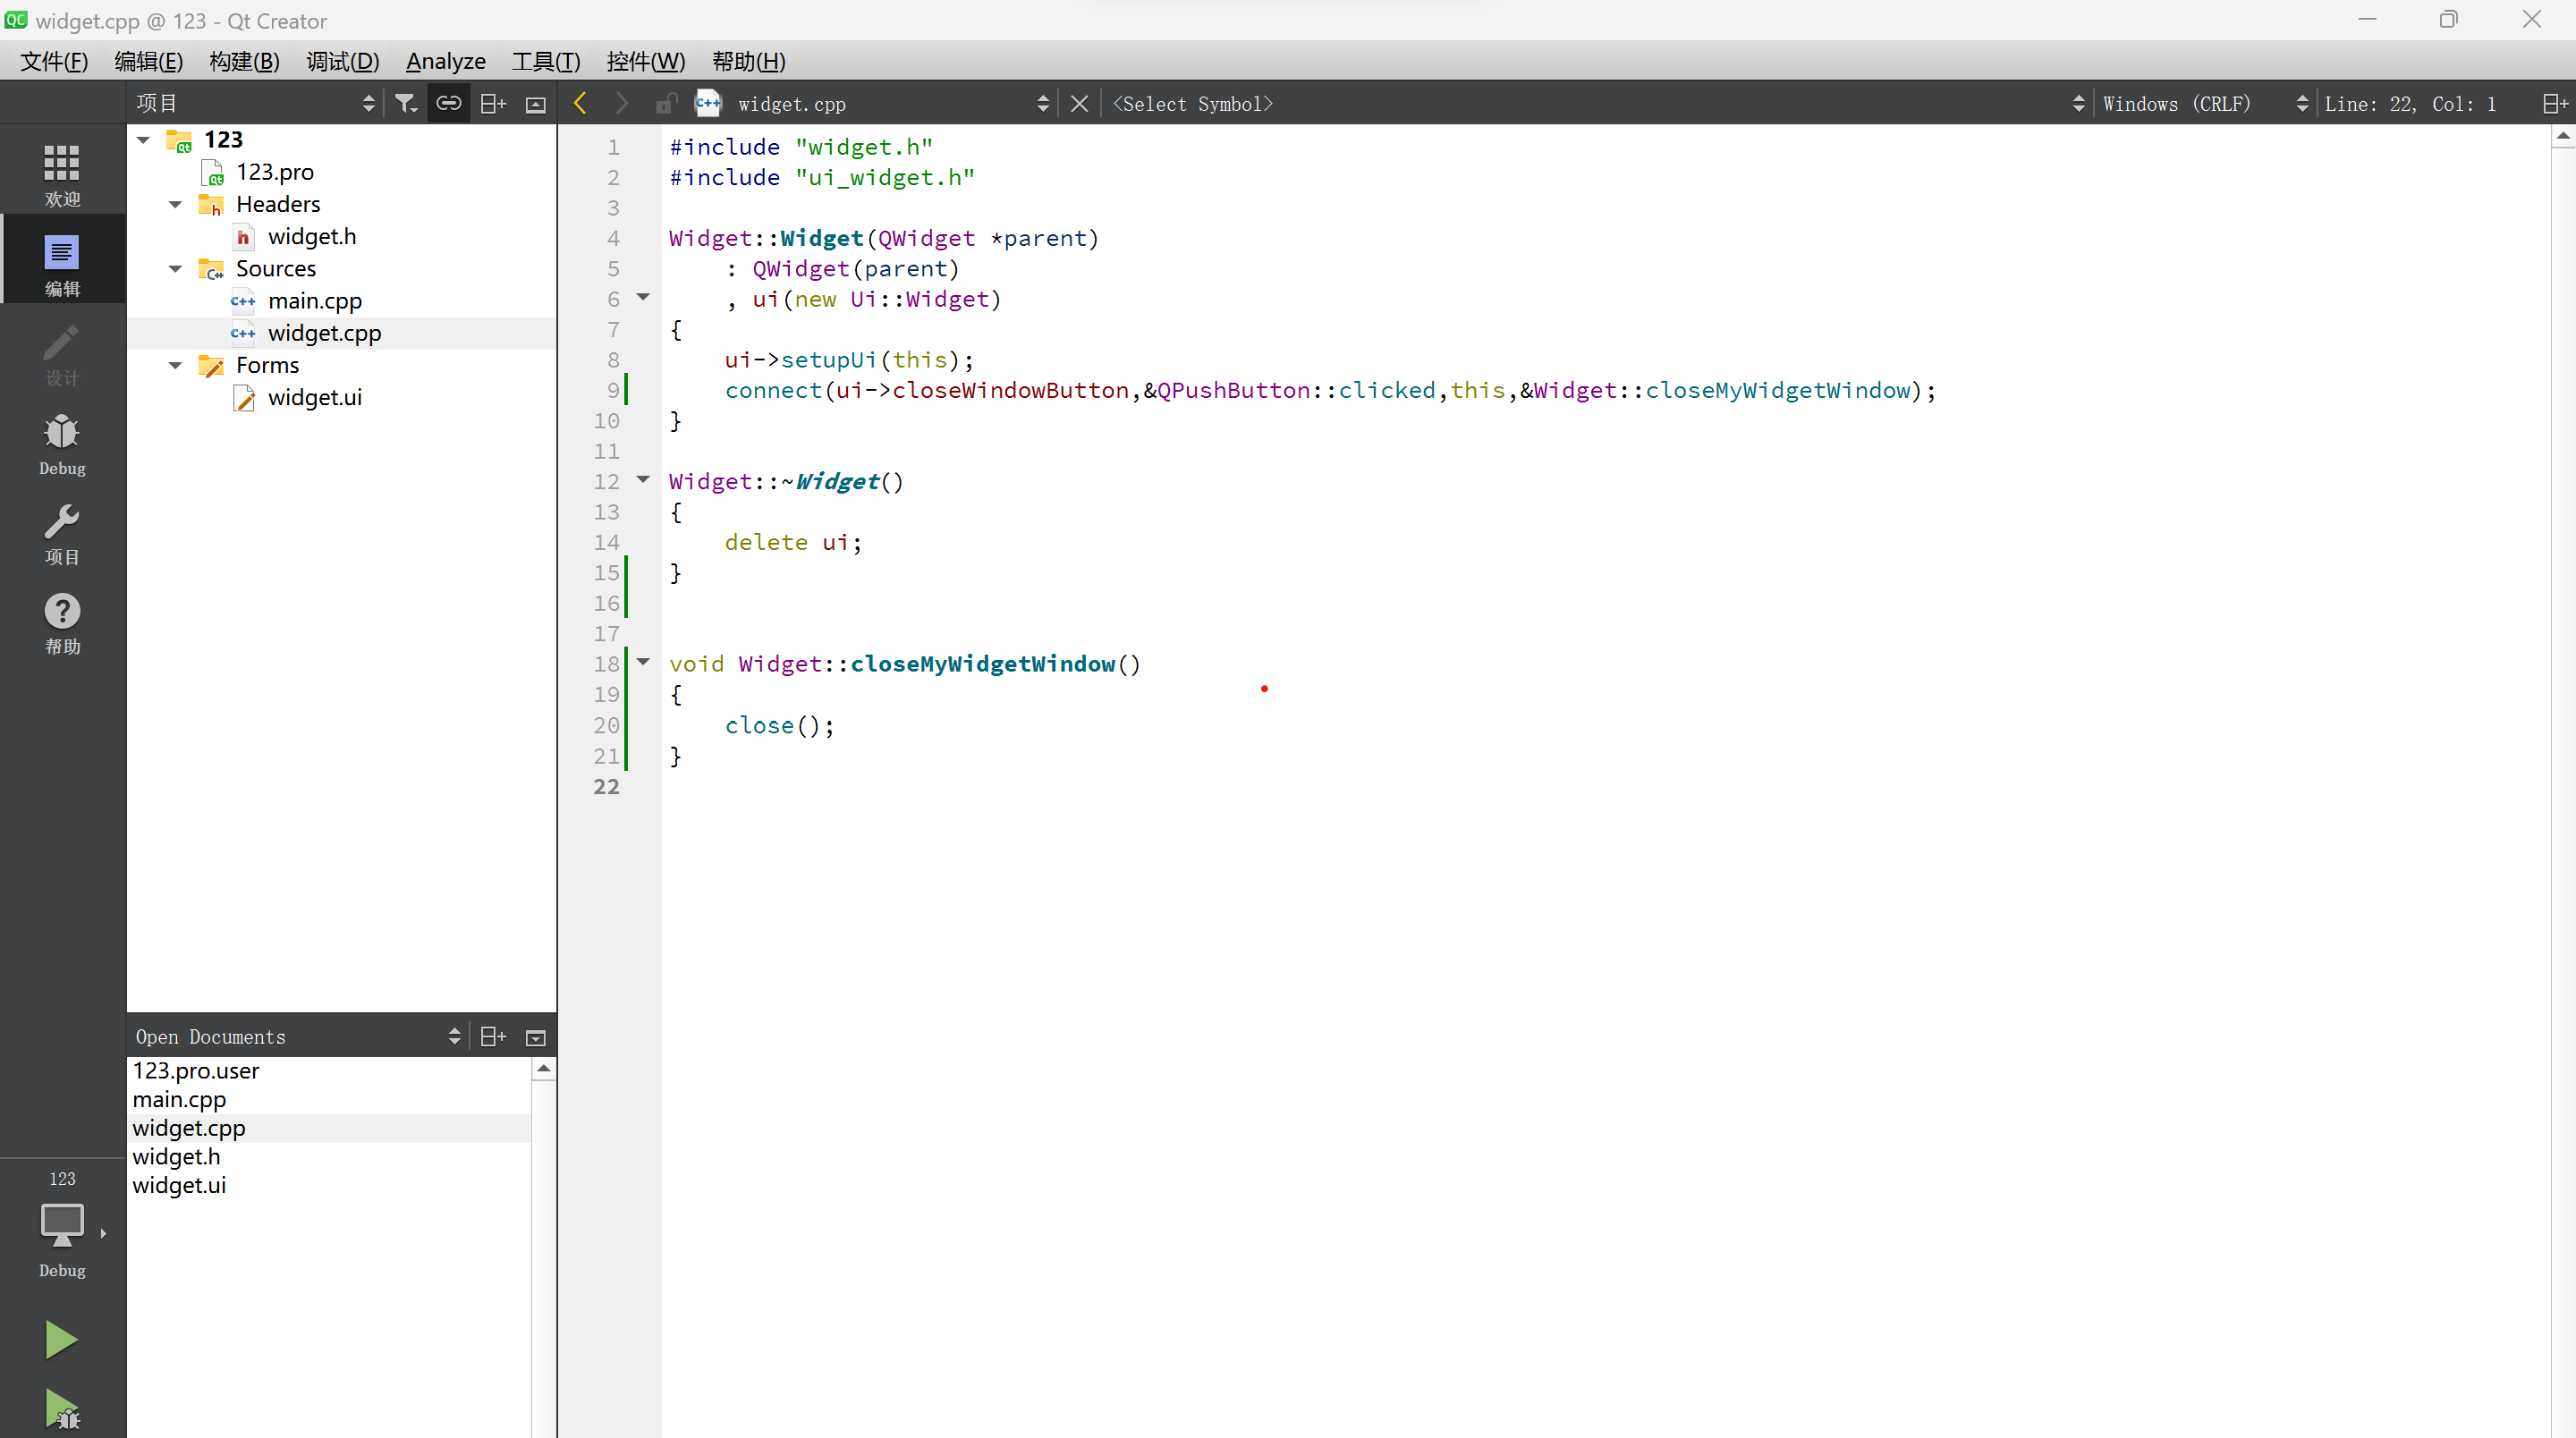 QC widget.cpp @ 123 - Qt Creator
文件(F) 编辑(E) 构建(B) 调试(D) Analyze 工具(T) 控件(W) 帮助(H)
项目 widget.cpp <Select Symbol> Windows (CRLF) Line: 22, Col: 1
欢迎
编辑
设计
Debug
项目
帮助
123
Debug
123
123.pro
Headers
widget.h
Sources
main.cpp
widget.cpp
Forms
widget.ui
Open Documents
123.pro.user
main.cpp
widget.cpp
widget.h
widget.ui
1 #include "widget.h"
2 #include "ui_widget.h"
3
4 Widget::Widget(QWidget *parent)
5     : QWidget(parent)
6     , ui(new Ui::Widget)
7 {
8     ui->setupUi(this);
9     connect(ui->closeWindowButton,&QPushButton::clicked,this,&Widget::closeMyWidgetWindow);
10 }
11
12 Widget::~Widget()
13 {
14     delete ui;
15 }
16
17
18 void Widget::closeMyWidgetWindow()
19 {
20     close();
21 }
22